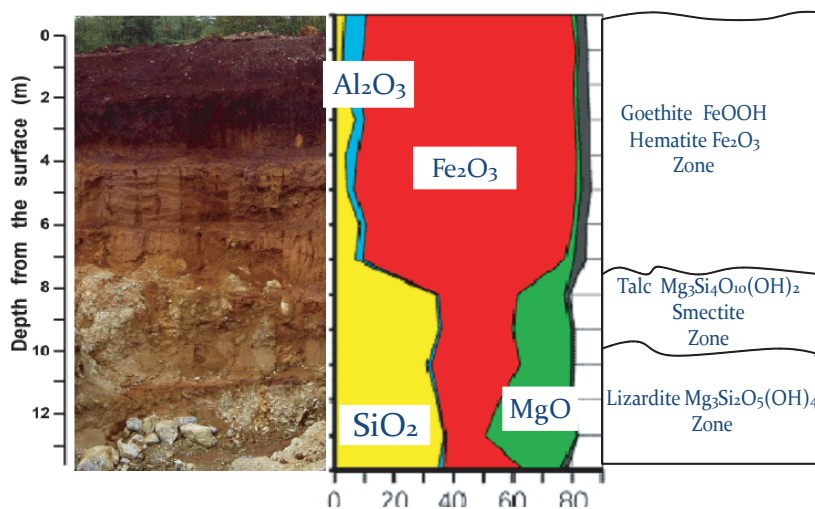 Depth from the surface (m)
0
2
4
6
8
10
12
Al₂O₃
Fe₂O₃
SiO₂
MgO
0 20 40 60 80
Goethite FeOOH
Hematite Fe₂O₃
Zone
Talc Mg₃Si₄O₁₀(OH)₂
Smectite
Zone
Lizardite Mg₃Si₂O₅(OH)₄
Zone